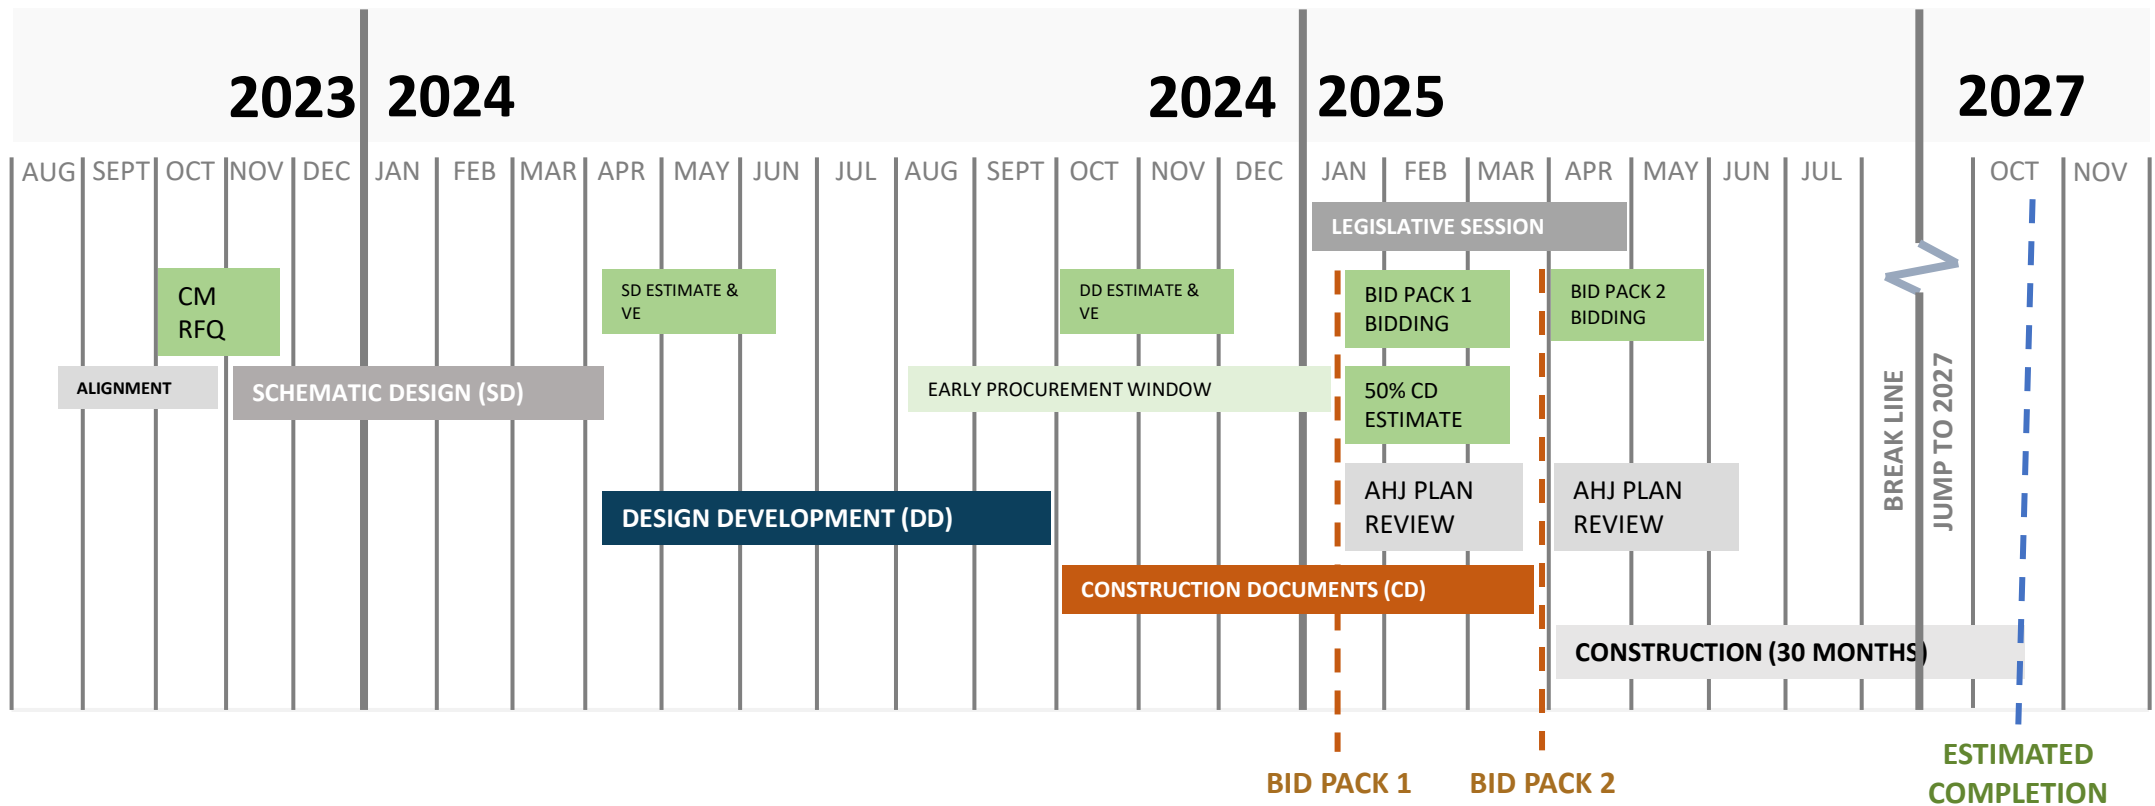 2023 2024 2024 2025 2027
AUG SEPT OCT NOV DEC JAN FEB MAR APR MAY JUN JUL AUG SEPT OCT NOV DEC JAN FEB MAR APR MAY JUN JUL OCT NOV
LEGISLATIVE SESSION
CM
RFQ
SD ESTIMATE &
VE
DD ESTIMATE &
VE
BID PACK 1
BIDDING
BID PACK 2
BIDDING
ALIGNMENT
SCHEMATIC DESIGN (SD)
EARLY PROCUREMENT WINDOW
50% CD
ESTIMATE
BREAK LINE
JUMP TO 2027
DESIGN DEVELOPMENT (DD)
AHJ PLAN
REVIEW
AHJ PLAN
REVIEW
CONSTRUCTION DOCUMENTS (CD)
CONSTRUCTION (30 MONTHS)
BID PACK 1
BID PACK 2
ESTIMATED
COMPLETION